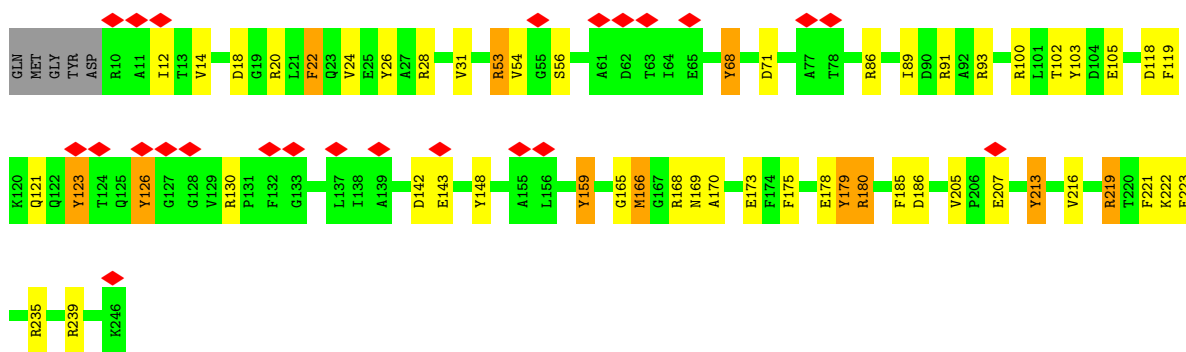 GLN MET GLY TYR ASP R10 A11 I12 T13 V14 D18 G19 R20 L21 F22 Q23 V24 E25 Y26 A27 R28 V31 R53 V54 G55 S56 A61 D62 T63 I64 E65 Y68 D71 A77 T78 R86 I89 D90 R91 A92 R93 R100 L101 T102 Y103 D104 E105 D118 F119
K120 Q121 Q122 Y123 T124 Q125 Y126 G127 G128 V129 R130 P131 F132 G133 L137 I138 A139 D142 E143 Y148 A155 L156 Y159 G165 M166 G167 R168 N169 A170 E173 F174 F175 E178 Y179 R180 F185 D186 V205 P206 E207 Y213 V216 R219 T220 F221 K222
R235 R239 K246